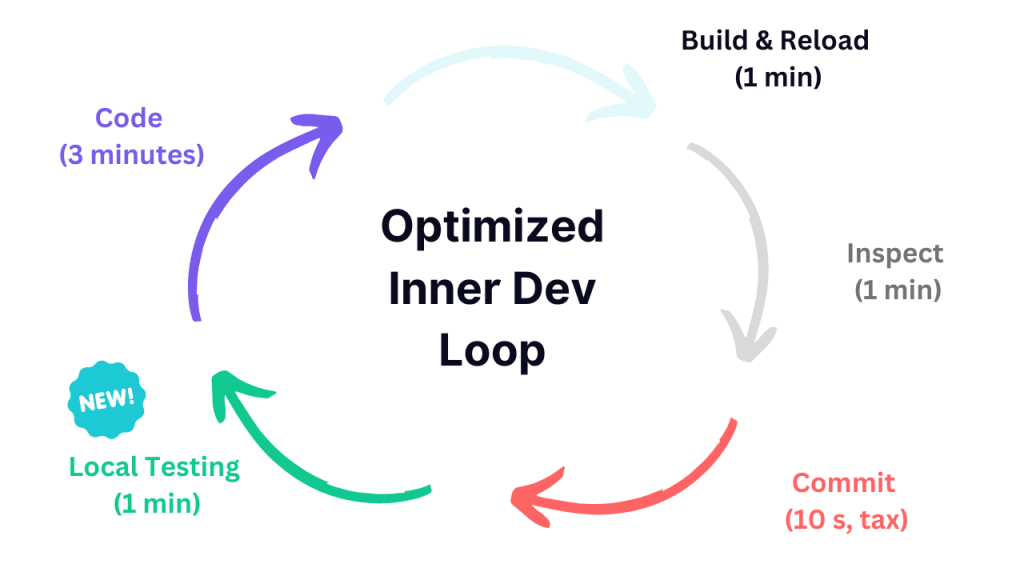 Build & Reload
(1 min)
Code
(3 minutes)
Optimized
Inner Dev
Loop
Inspect
(1 min)
NEW!
Local Testing
(1 min)
Commit
(10 s, tax)